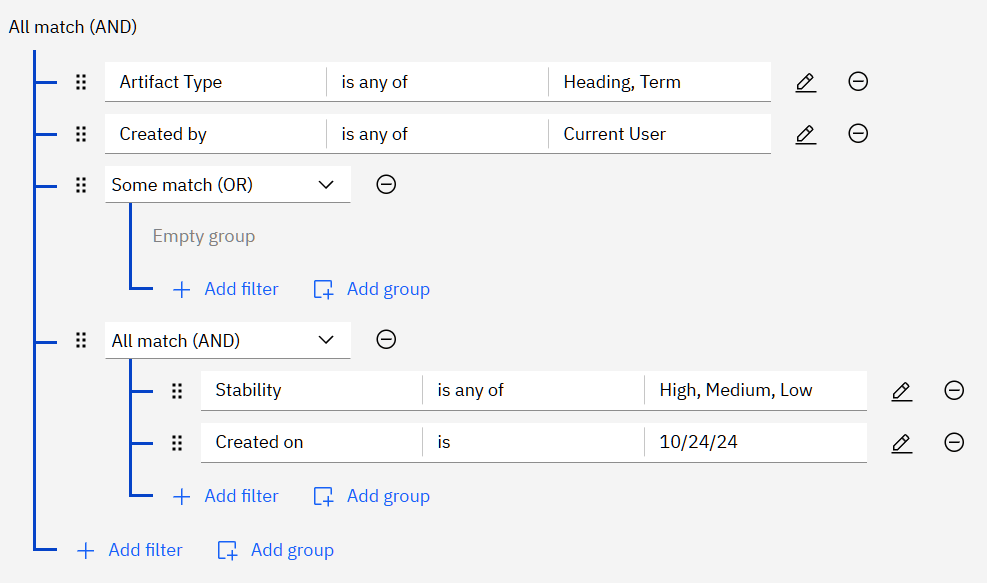 All match (AND)
Artifact Type is any of Heading, Term
Created by is any of Current User
Some match (OR)
Empty group
Add filter Add group
All match (AND)
Stability is any of High, Medium, Low
Created on is 10/24/24
Add filter Add group
Add filter Add group